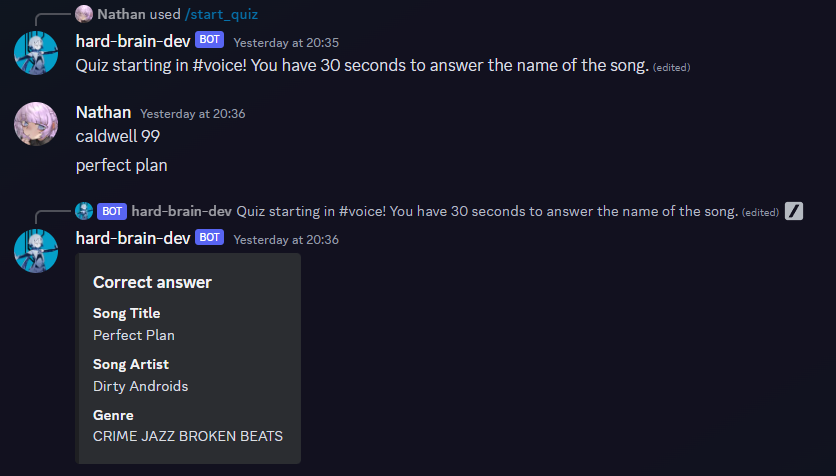 Nathan used /start_quiz
hard-brain-dev BOT Yesterday at 20:35
Quiz starting in #voice! You have 30 seconds to answer the name of the song. (edited)
Nathan Yesterday at 20:36
caldwell 99
perfect plan
BOT hard-brain-dev Quiz starting in #voice! You have 30 seconds to answer the name of the song. (edited)
hard-brain-dev BOT Yesterday at 20:36
Correct answer
Song Title
Perfect Plan
Song Artist
Dirty Androids
Genre
CRIME JAZZ BROKEN BEATS